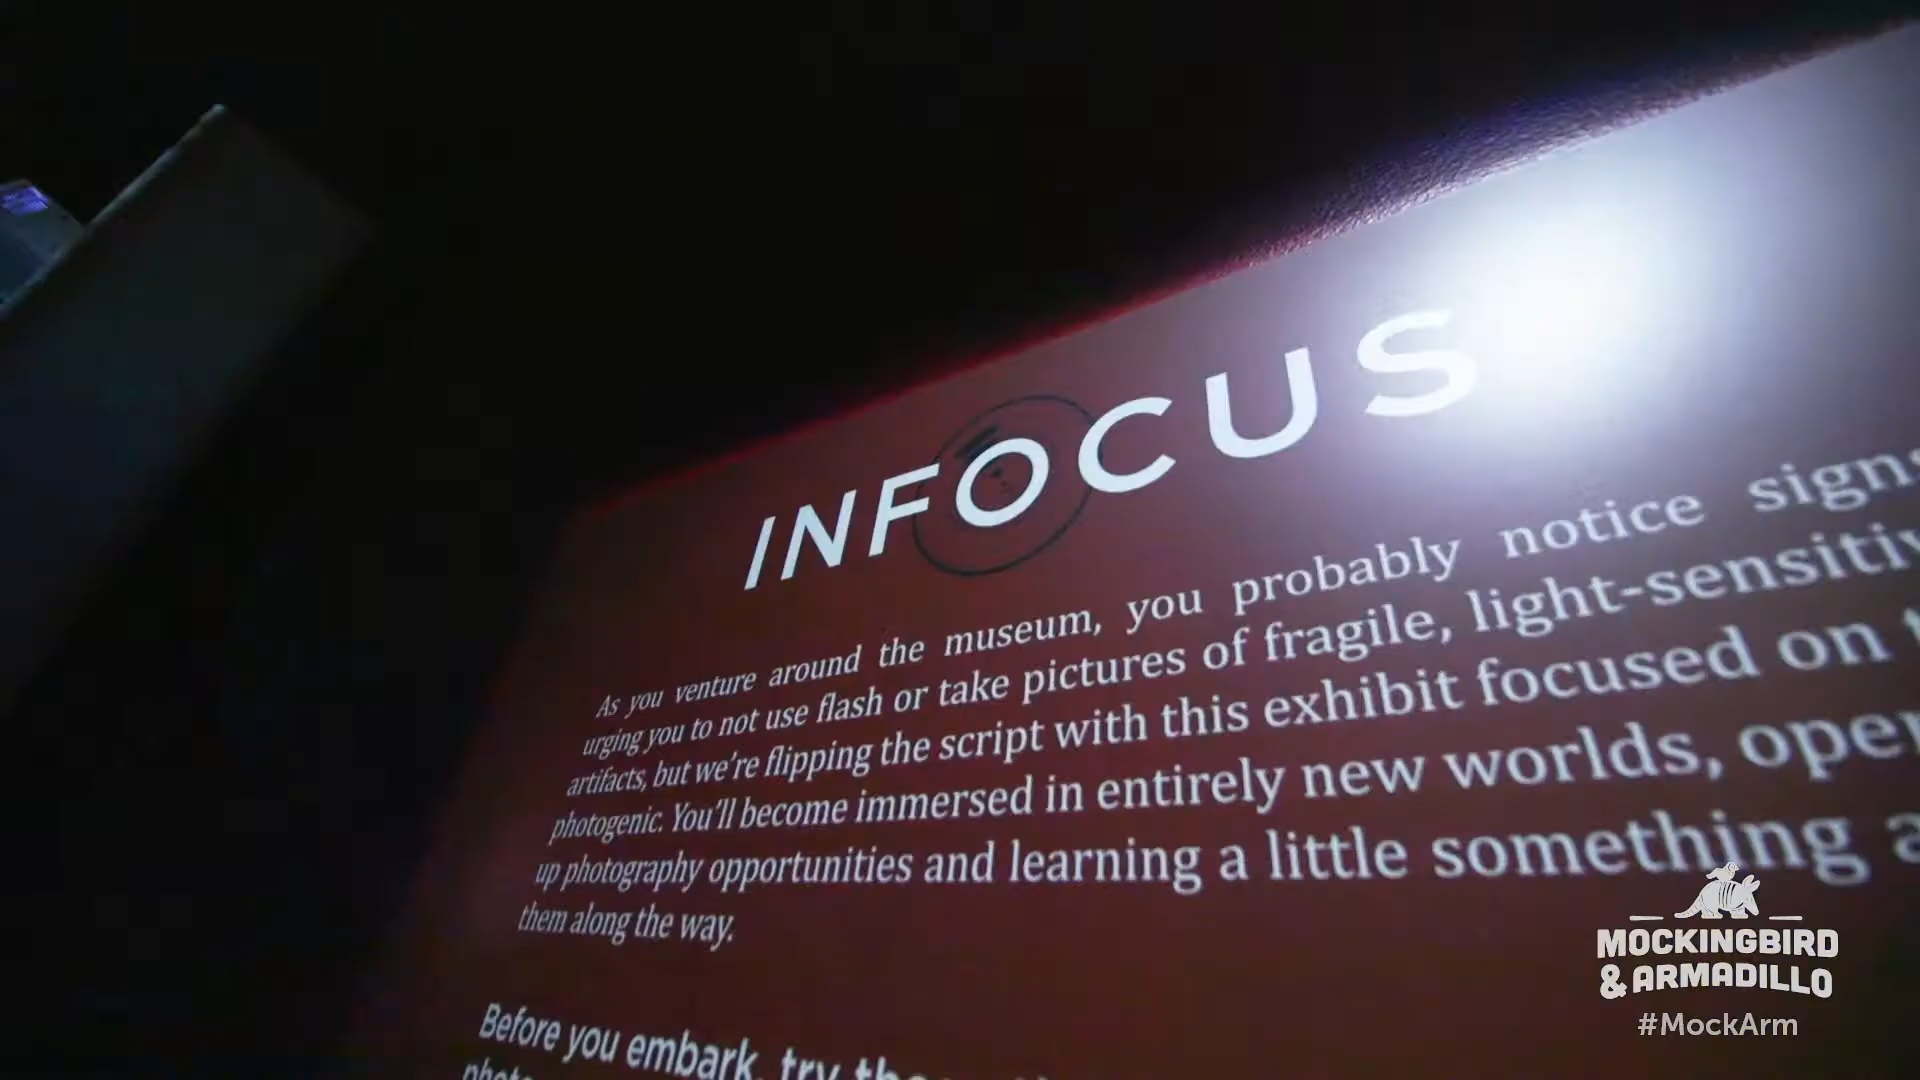 INFOCUS
As you venture around the museum, you probably notice signs
urging you to not use flash or take pictures of fragile,
artifacts, but we're flipping the script with this exhibit focused on
photogenic. You'll become immersed in entirely new worlds,
up photography opportunities and learning a little something
them along the way.
Before you embark, try
MOCKINGBIRD
& ARMADILLO
#MockArm